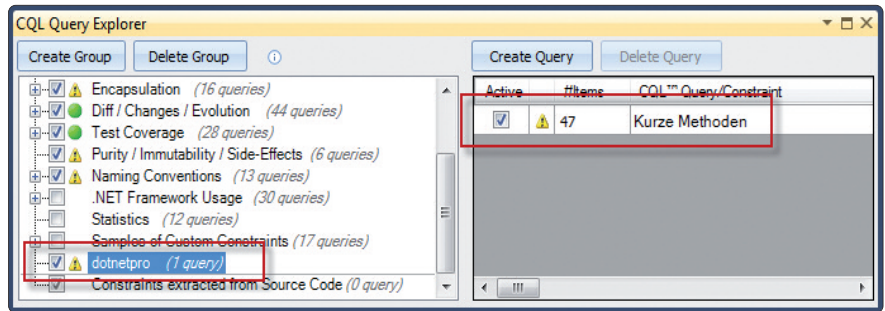 CQL Query Explorer
Create Group Delete Group
Encapsulation (16 queries)
Diff / Changes / Evolution (44 queries)
Test Coverage (28 queries)
Purity / Immutability / Side-Effects (6 queries)
Naming Conventions (13 queries)
.NET Framework Usage (30 queries)
Statistics (12 queries)
Samples of Custom Constraints (17 queries)
dotnetpro (1 query)
Constraints extracted from Source Code (0 query)
Create Query Delete Query
Active #Items CQL™ Query/Constraint
47 Kurze Methoden